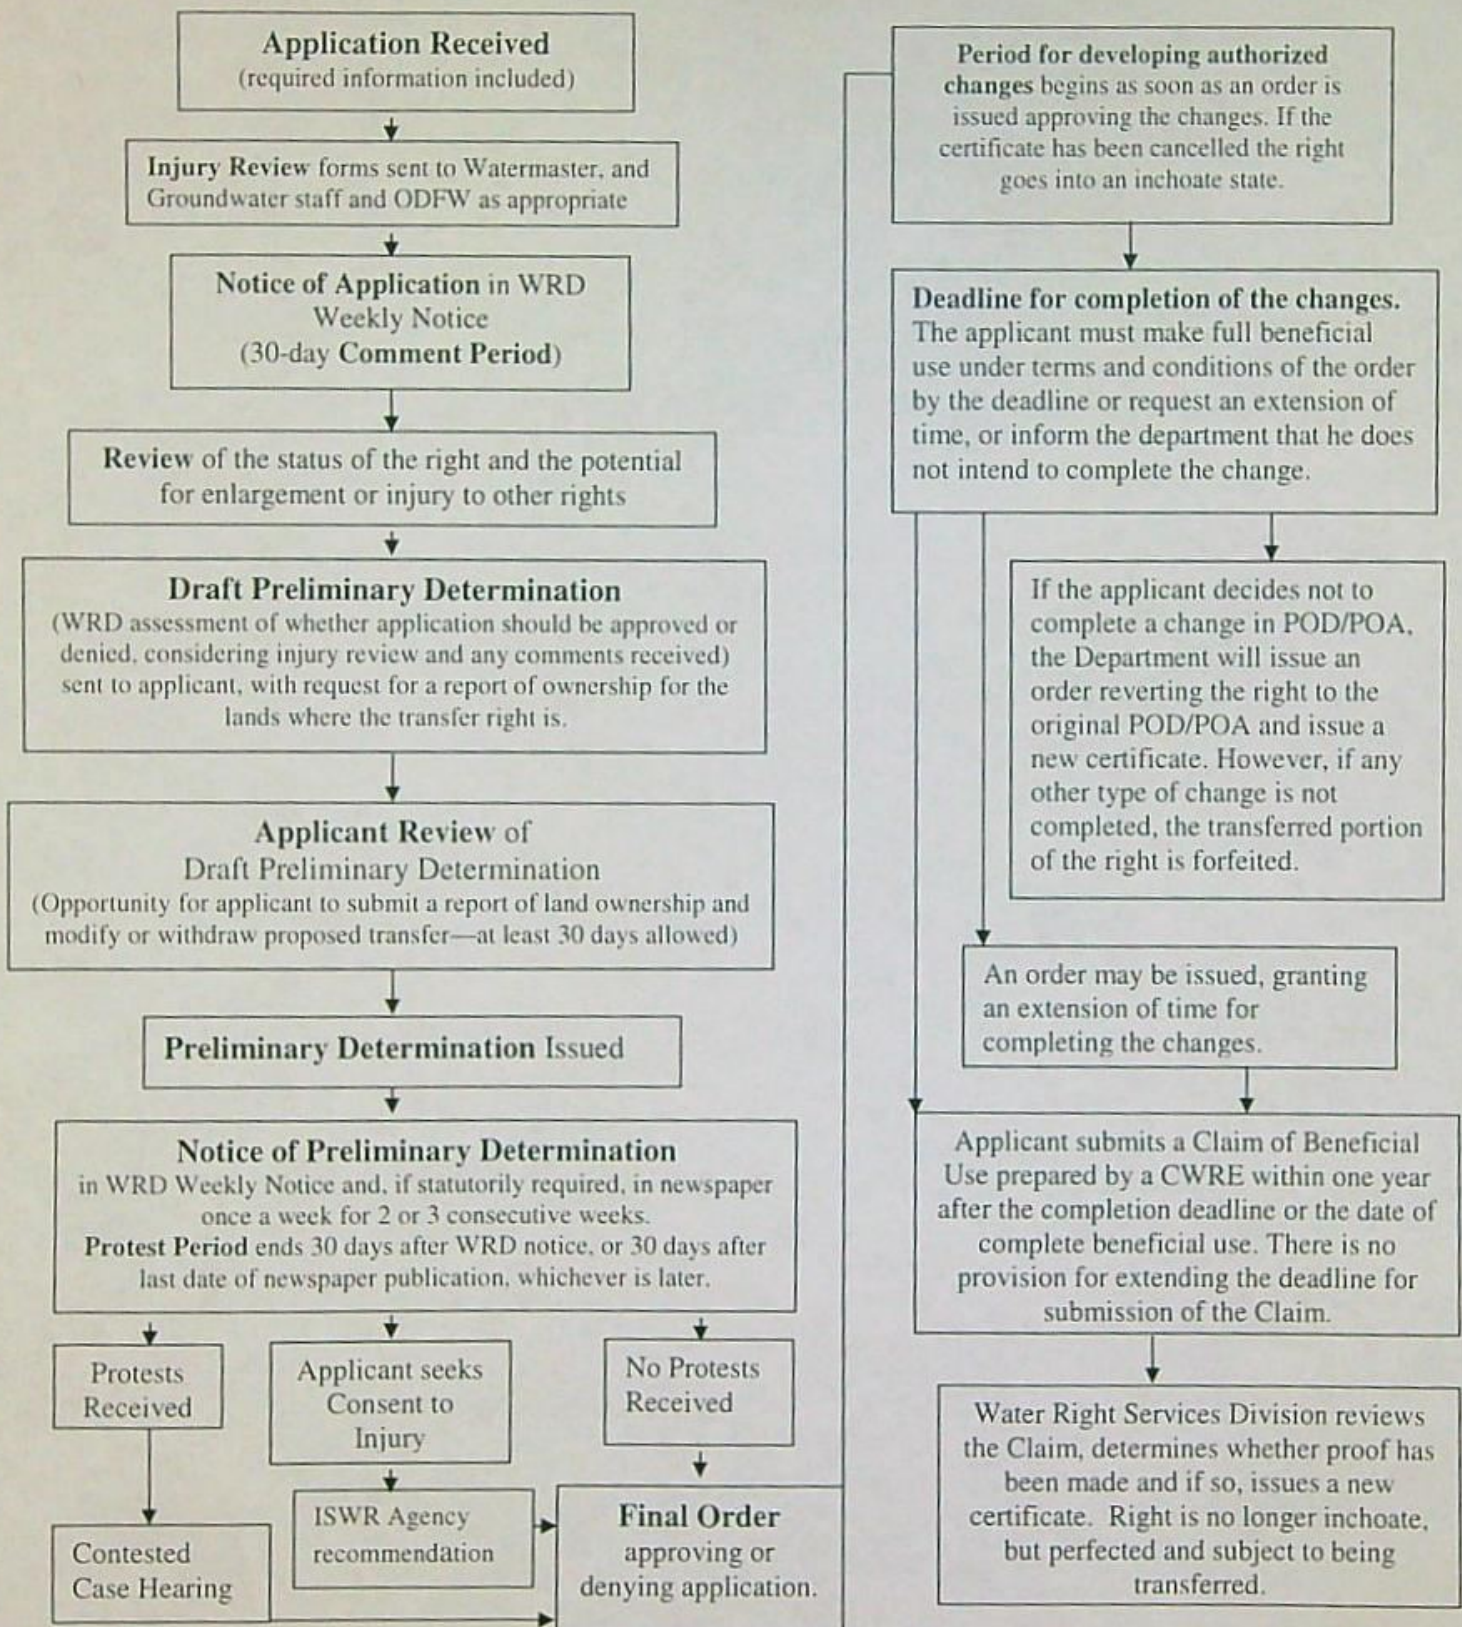 Application Received
(required information included)
Injury Review forms sent to Watermaster, and
Groundwater staff and ODFW as appropriate
Notice of Application in WRD
Weekly Notice
(30-day Comment Period)
Review of the status of the right and the potential
for enlargement or injury to other rights
Draft Preliminary Determination
(WRD assessment of whether application should be approved or
denied, considering injury review and any comments received)
sent to applicant, with request for a report of ownership for the
lands where the transfer right is.
Applicant Review of
Draft Preliminary Determination
(Opportunity for applicant to submit a report of land ownership and
modify or withdraw proposed transfer—at least 30 days allowed)
Preliminary Determination Issued
Notice of Preliminary Determination
in WRD Weekly Notice and, if statutorily required, in newspaper
once a week for 2 or 3 consecutive weeks.
Protest Period ends 30 days after WRD notice, or 30 days after
last date of newspaper publication, whichever is later.
Protests
Received
Applicant seeks
Consent to
Injury
No Protests
Received
Contested
Case Hearing
ISWR Agency
recommendation
Final Order
approving or
denying application.
Period for developing authorized
changes begins as soon as an order is
issued approving the changes. If the
certificate has been cancelled the right
goes into an inchoate state.
Deadline for completion of the changes.
The applicant must make full beneficial
use under terms and conditions of the order
by the deadline or request an extension of
time, or inform the department that he does
not intend to complete the change.
If the applicant decides not to
complete a change in POD/POA,
the Department will issue an
order reverting the right to the
original POD/POA and issue a
new certificate. However, if any
other type of change is not
completed, the transferred portion
of the right is forfeited.
An order may be issued, granting
an extension of time for
completing the changes.
Applicant submits a Claim of Beneficial
Use prepared by a CWRE within one year
after the completion deadline or the date of
complete beneficial use. There is no
provision for extending the deadline for
submission of the Claim.
Water Right Services Division reviews
the Claim, determines whether proof has
been made and if so, issues a new
certificate. Right is no longer inchoate,
but perfected and subject to being
transferred.